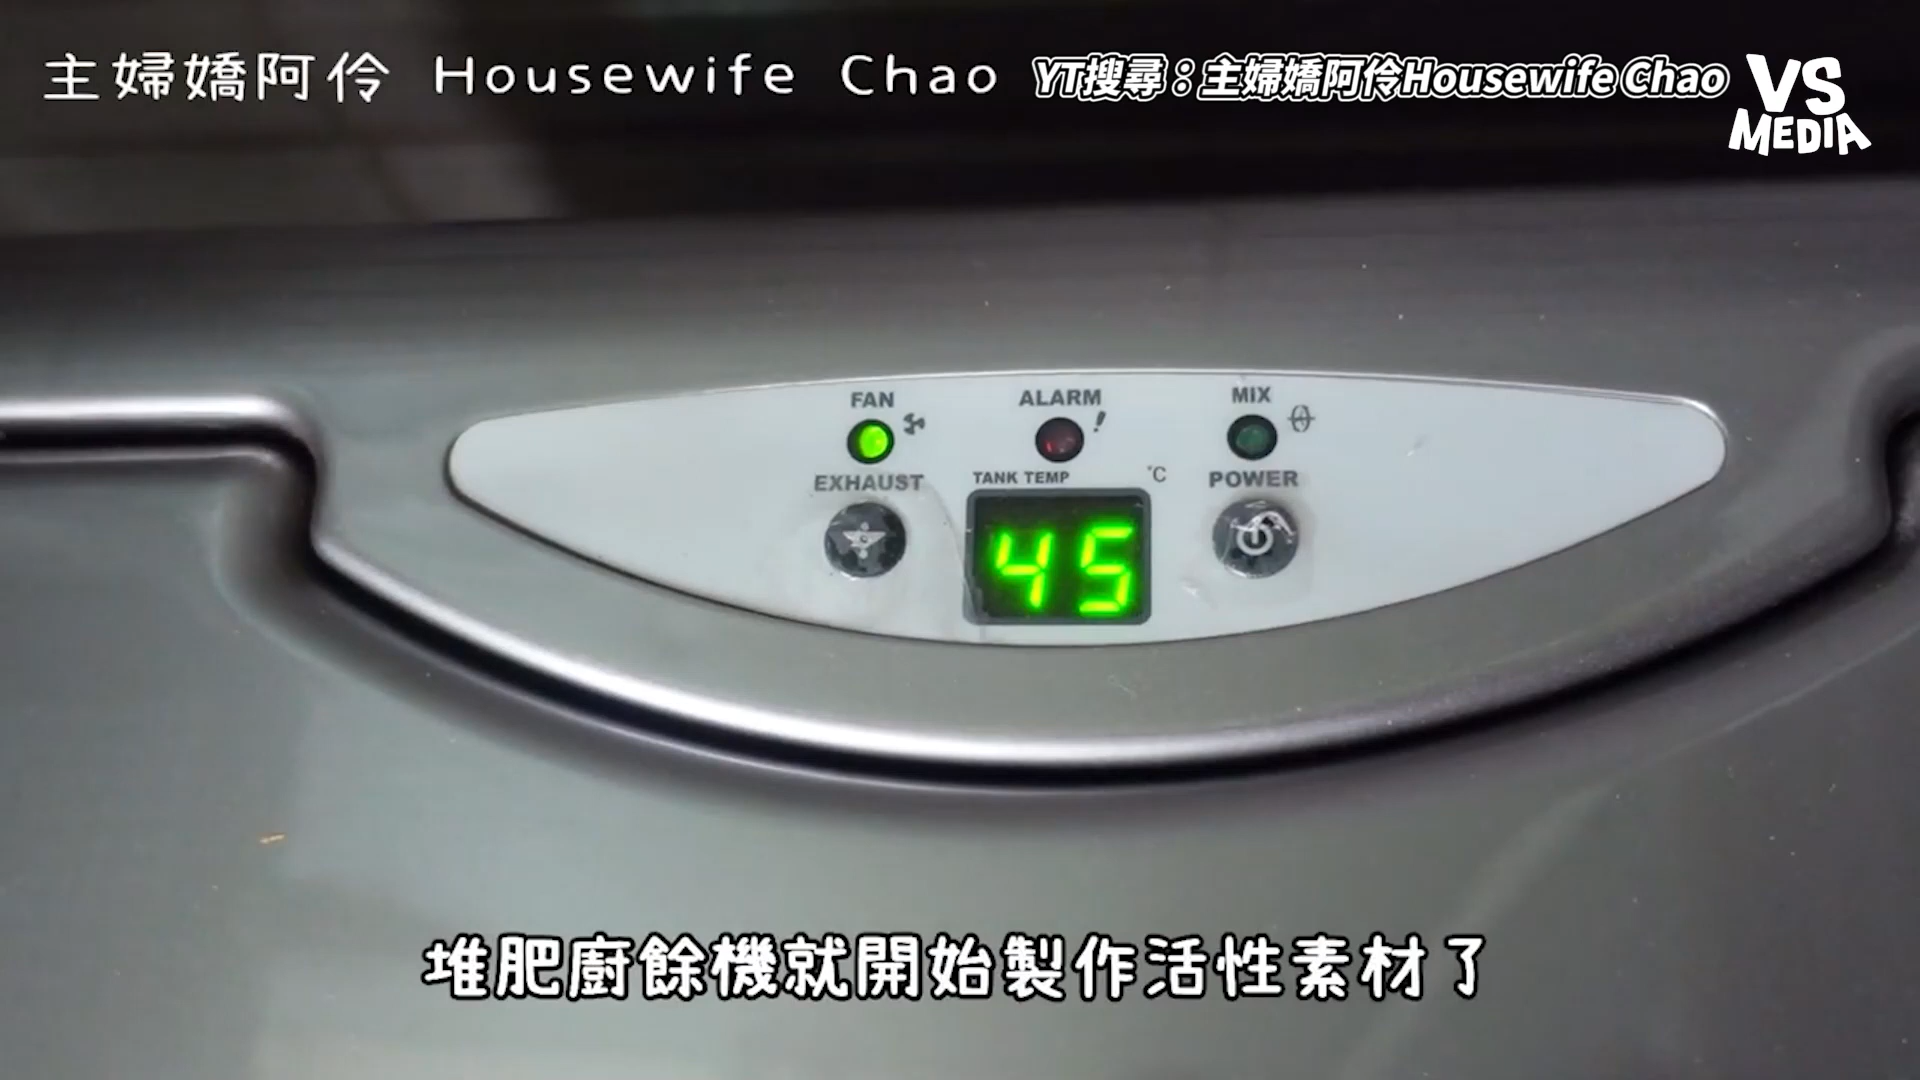 主婦嬌阿伶 Housewife Chao
YT搜尋：主婦嬌阿伶Housewife Chao
VS
MEDIA
FAN
ALARM
MIX
EXHAUST
TANK TEMP
°C
POWER
45
堆肥廚餘機就開始製作活性素材了